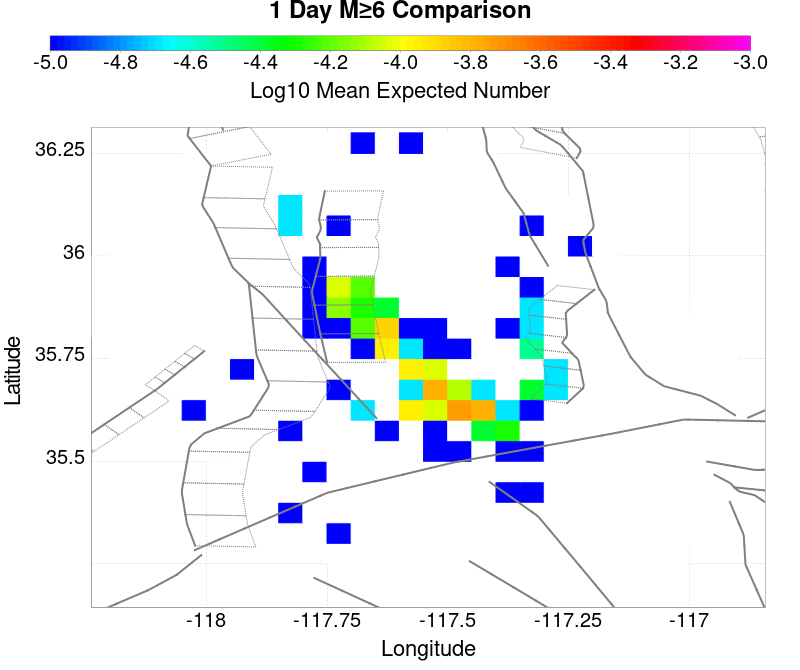 1 Day M≥6 Comparison
-5.0 -4.8 -4.6 -4.4 -4.2 -4.0 -3.8 -3.6 -3.4 -3.2 -3.0
Log10 Mean Expected Number
36.25
36
35.75
35.5
Latitude
-118 -117.75 -117.5 -117.25 -117
Longitude